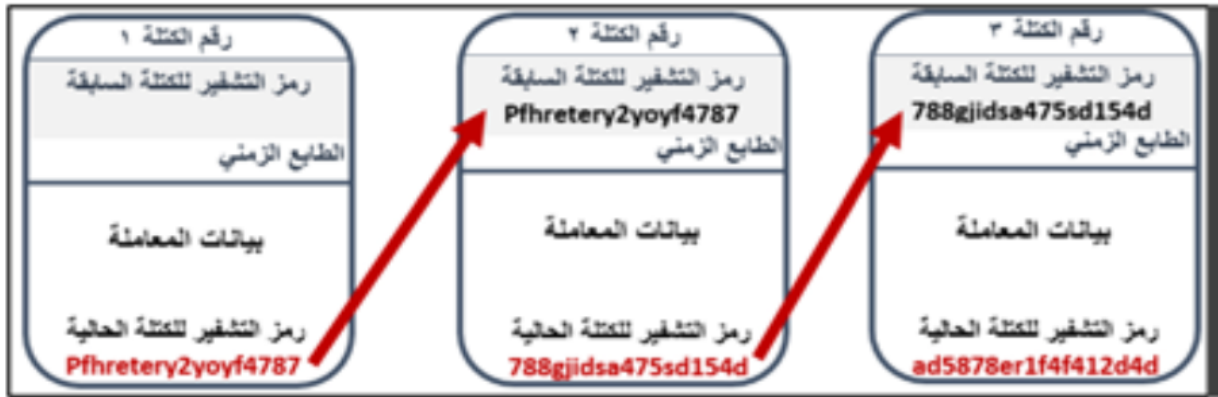 رقم الكتلة ١
رمز التشفير للكتلة السابقة
الطابع الزمني
بيانات المعاملة
رمز التشفير للكتلة الحالية
Pfhretery2yoyf4787
رقم الكتلة ٢
رمز التشفير للكتلة السابقة
Pfhretery2yoyf4787
الطابع الزمني
بيانات المعاملة
رمز التشفير للكتلة الحالية
788gjidsa475sd154d
رقم الكتلة ٣
رمز التشفير للكتلة السابقة
788gjidsa475sd154d
الطابع الزمني
بيانات المعاملة
رمز التشفير للكتلة الحالية
ad5878er1f4f412d4d